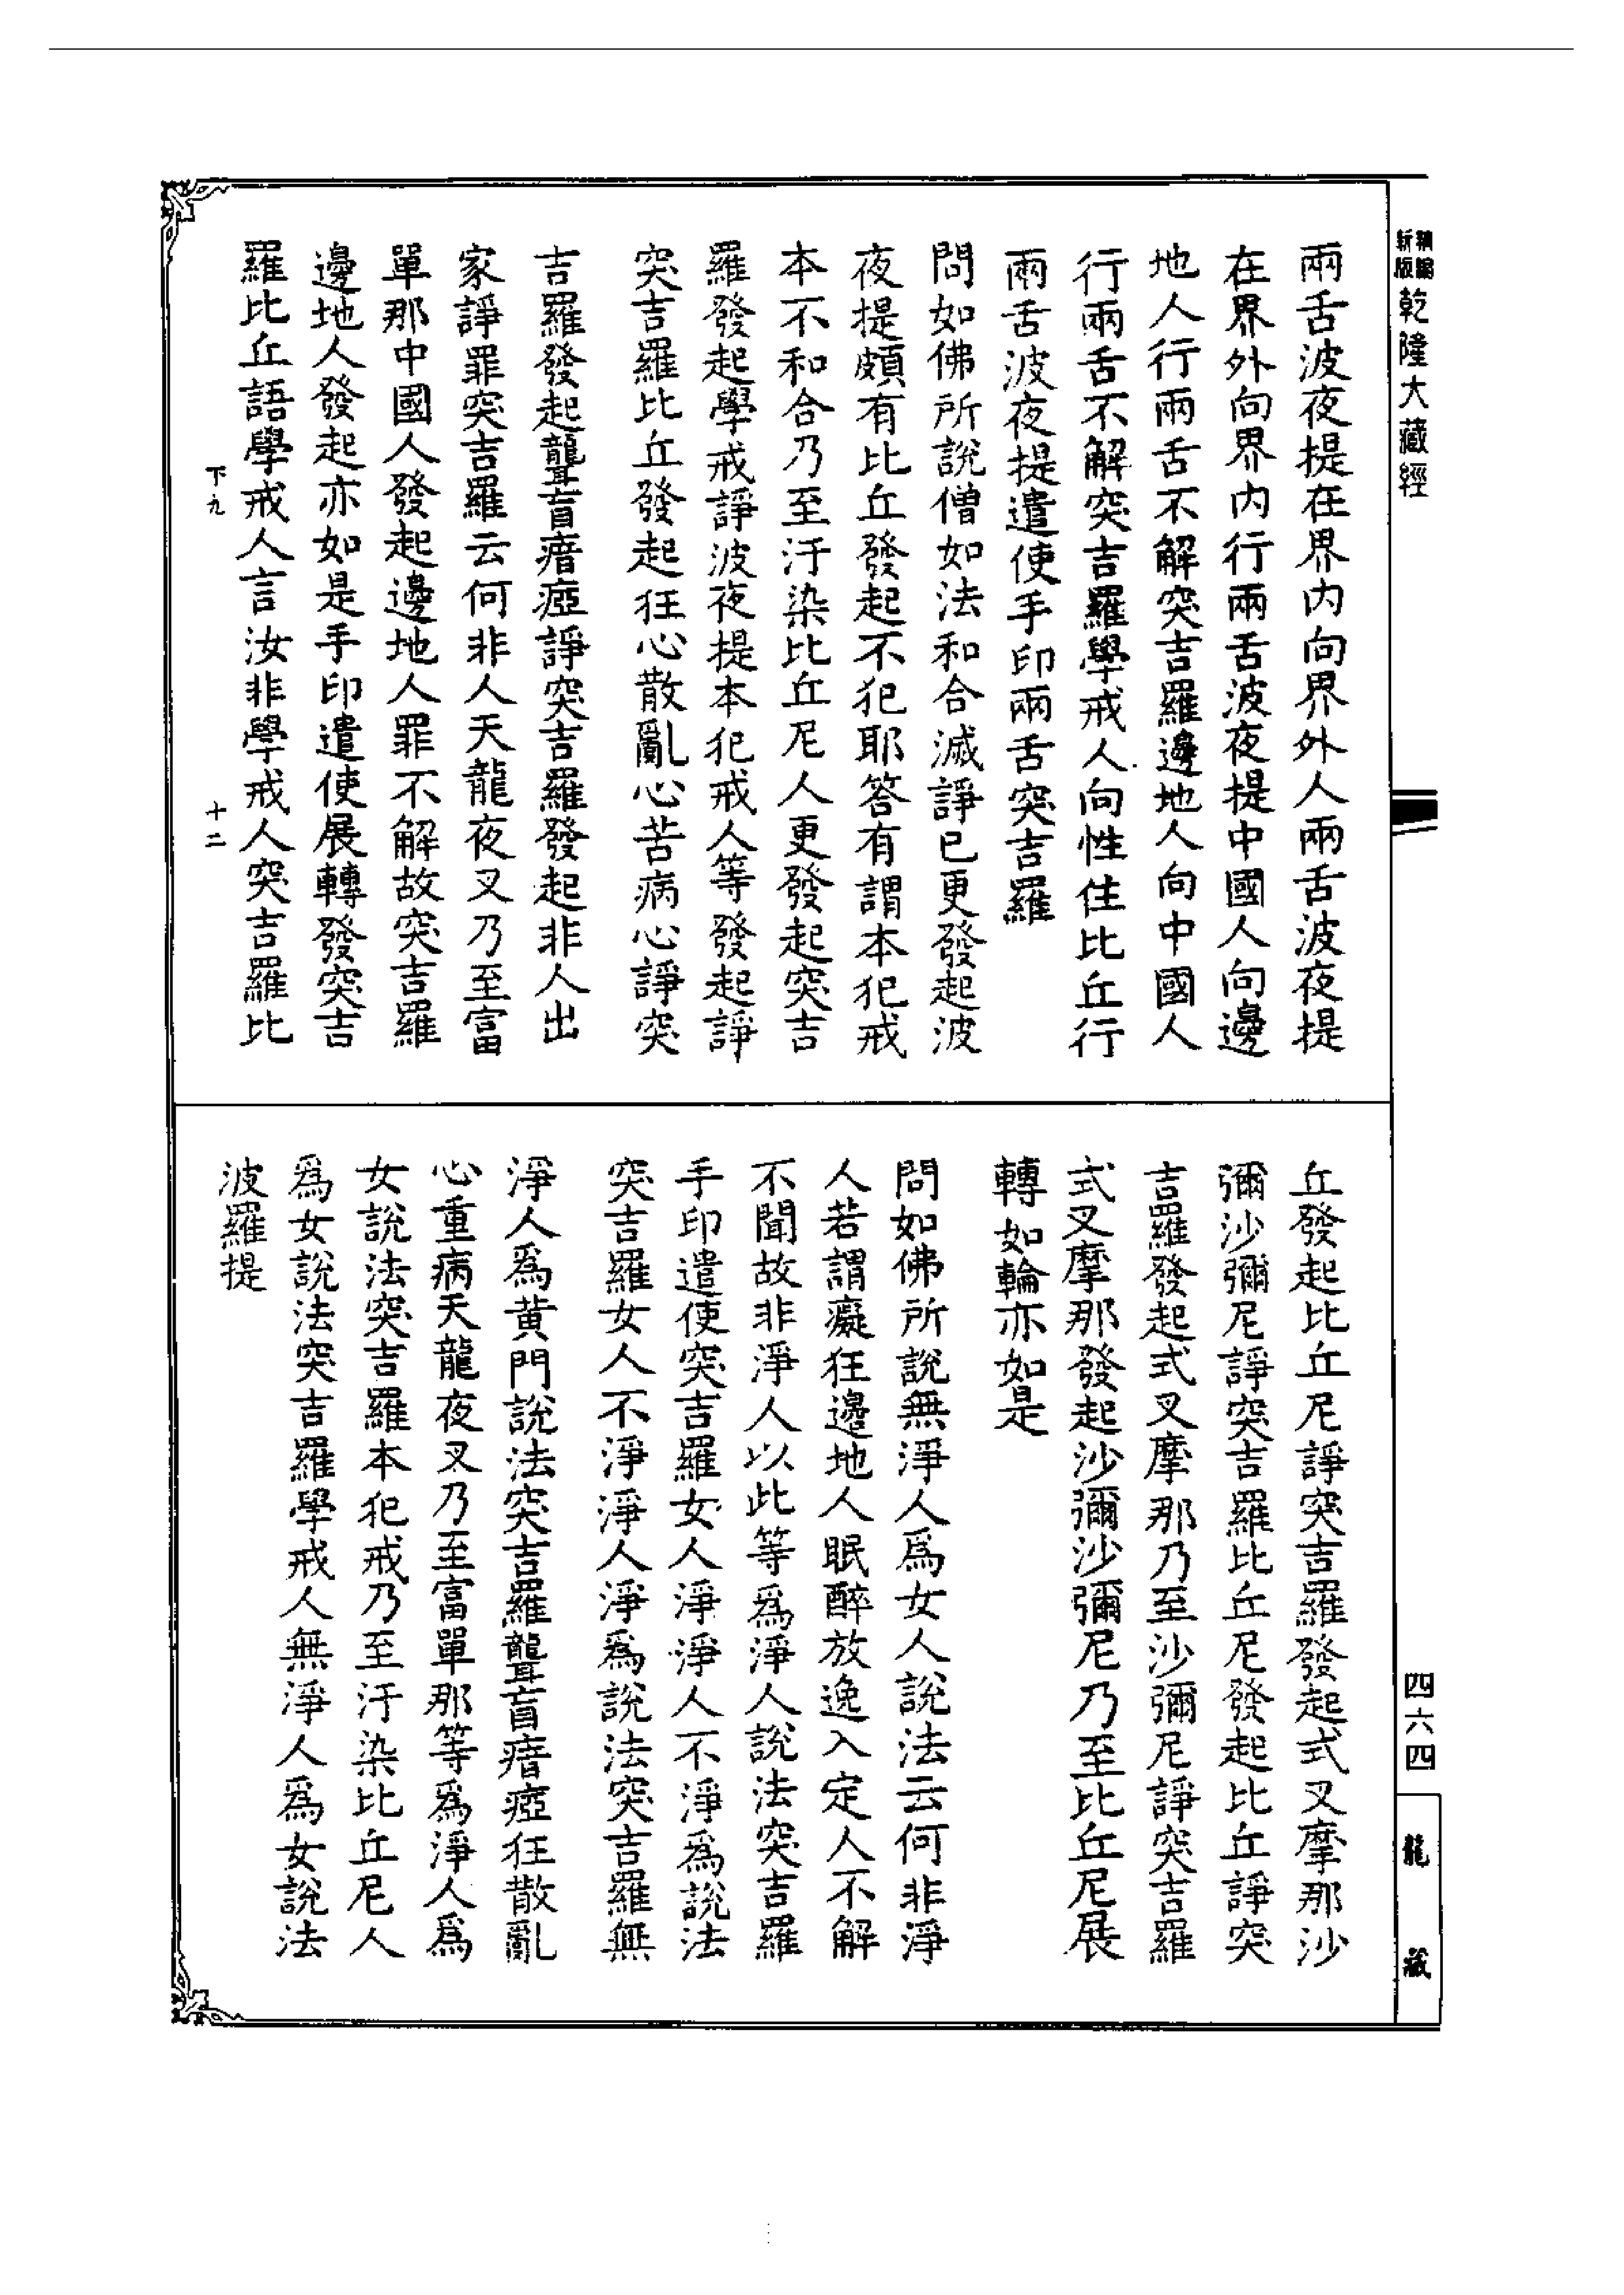 新編
新版
乾隆大藏經
四六四
龍藏
兩舌波夜提在界內向界外人兩舌波夜提
在界外向界內行兩舌波夜提中國人向邊
地人行兩舌不解突吉羅邊地人向中國人
行兩舌不解突吉羅學戒人向性住比丘行
兩舌波夜提遣使手印兩舌突吉羅
問如佛所說僧如法和合滅諍已更發起波
夜提頗有比丘發起不犯耶答有謂本犯戒
本不和合乃至汙染比丘尼人更發起突吉
羅發起學戒諍波夜提本犯戒人等發起諍
突吉羅比丘發起狂心散亂心苦病心諍突
吉羅發起聾盲瘖瘂諍突吉羅發起非人出
家諍罪突吉羅云何非人天龍夜叉乃至富
單那中國人發起邊地人罪不解故突吉羅
邊地人發起亦如是手印遣使展轉發突吉
羅比丘語學戒人言汝非學戒人突吉羅比
下九 十二
丘發起比丘尼諍突吉羅發起式叉摩那沙
彌沙彌尼諍突吉羅比丘尼發起比丘諍突
吉羅發起式叉摩那乃至沙彌尼諍突吉羅
式叉摩那發起沙彌沙彌尼乃至比丘尼展
轉如輪亦如是
問如佛所說無淨人爲女人說法云何非淨
人若謂癡狂邊地人眠醉放逸入定人不解
不聞故非淨人以此等爲淨人說法突吉羅
手印遣使突吉羅女人淨淨人不淨爲說法
突吉羅女人不淨淨人淨爲說法突吉羅無
淨人爲黃門說法突吉羅聾盲瘖瘂狂散亂
心重病天龍夜叉乃至富單那等爲淨人爲
女說法突吉羅本犯戒乃至汙染比丘尼人
爲女說法突吉羅學戒人無淨人爲女說法
波羅提